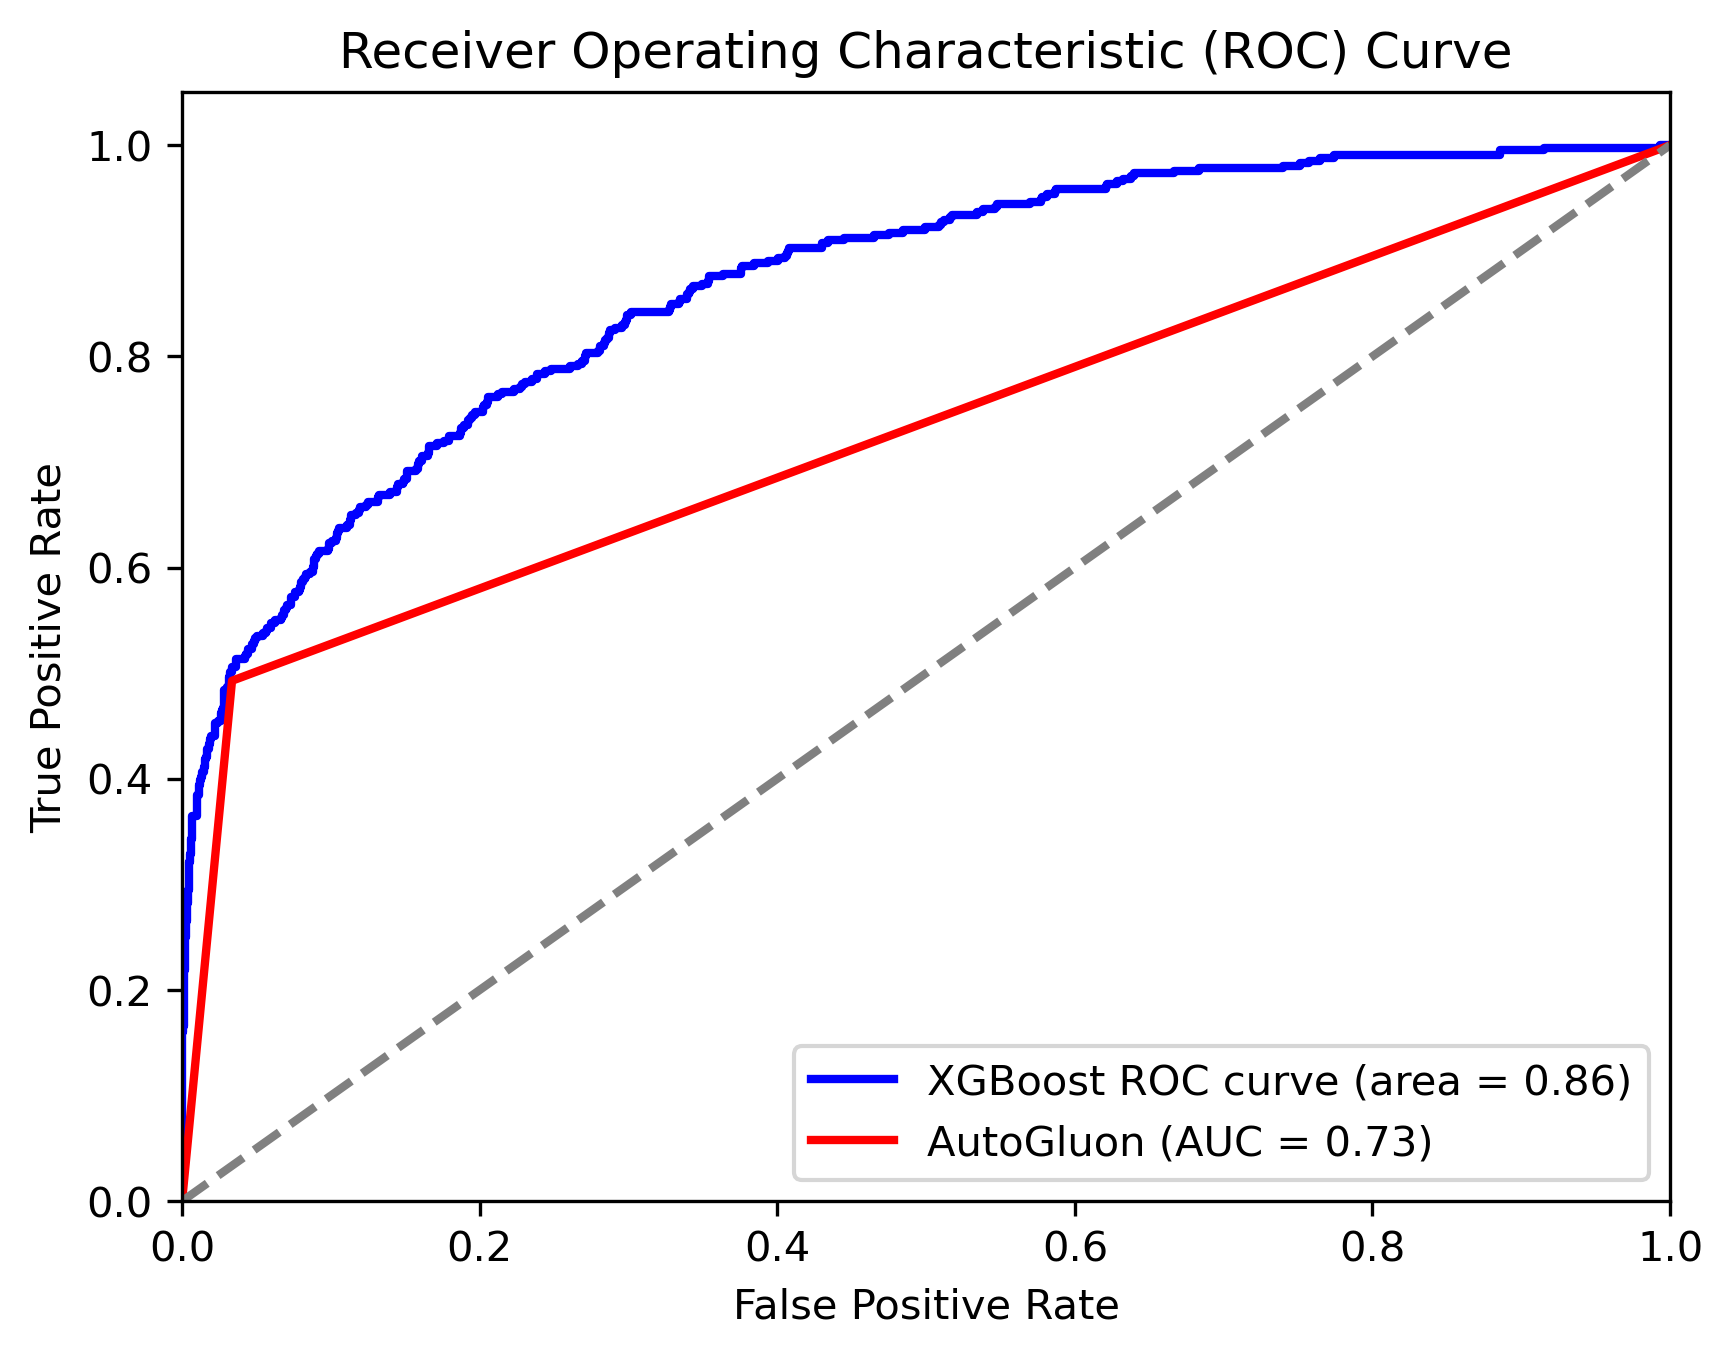 Receiver Operating Characteristic (ROC) Curve
1.0
0.8
0.6
0.4
0.2
0.0
True Positive Rate
XGBoost ROC curve (area = 0.86)
AutoGluon (AUC = 0.73)
0.0 0.2 0.4 0.6 0.8 1.0
False Positive Rate